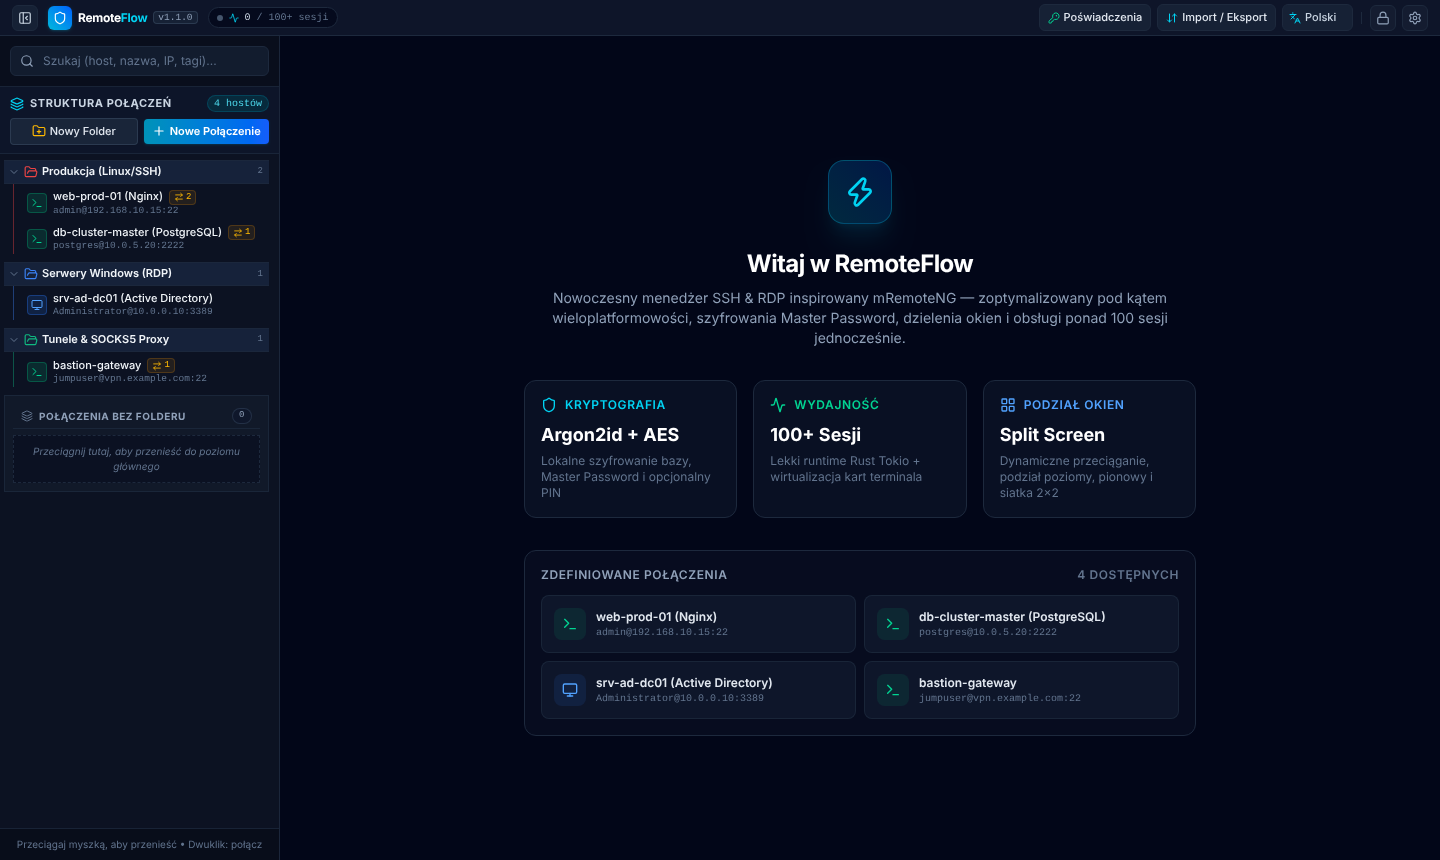 RemoteFlow v1.1.0 0 / 100+ sesji Poświadczenia Import / Eksport Polski
Szukaj (host, nazwa, IP, tagi)...
STRUKTURA POŁĄCZEŃ 4 hostów
Nowy Folder Nowe Połączenie
Produkcja (Linux/SSH) 2
web-prod-01 (Nginx) 2
admin@192.168.10.15:22
db-cluster-master (PostgreSQL) 1
postgres@10.0.5.20:2222
Serwery Windows (RDP) 1
srv-ad-dc01 (Active Directory)
Administrator@10.0.0.10:3389
Tunele & SOCKS5 Proxy 1
bastion-gateway 1
jumpuser@vpn.example.com:22
POŁĄCZENIA BEZ FOLDERU 0
Przeciągnij tutaj, aby przenieść do poziomu
głównego
Przeciągaj myszką, aby przenieść • Dwuklik: połącz
Witaj w RemoteFlow
Nowoczesny menedżer SSH & RDP inspirowany mRemoteNG — zoptymalizowany pod kątem
wieloplatformowości, szyfrowania Master Password, dzielenia okien i obsługi ponad 100 sesji
jednocześnie.
KRYPTOGRAFIA
Argon2id + AES
Lokalne szyfrowanie bazy,
Master Password i opcjonalny
PIN
WYDAJNOŚĆ
100+ Sesji
Lekki runtime Rust Tokio +
wirtualizacja kart terminala
PODZIAŁ OKIEN
Split Screen
Dynamiczne przeciąganie,
podział poziomy, pionowy i
siatka 2×2
ZDEFINIOWANE POŁĄCZENIA 4 DOSTĘPNYCH
web-prod-01 (Nginx)
admin@192.168.10.15:22
db-cluster-master (PostgreSQL)
postgres@10.0.5.20:2222
srv-ad-dc01 (Active Directory)
Administrator@10.0.0.10:3389
bastion-gateway
jumpuser@vpn.example.com:22